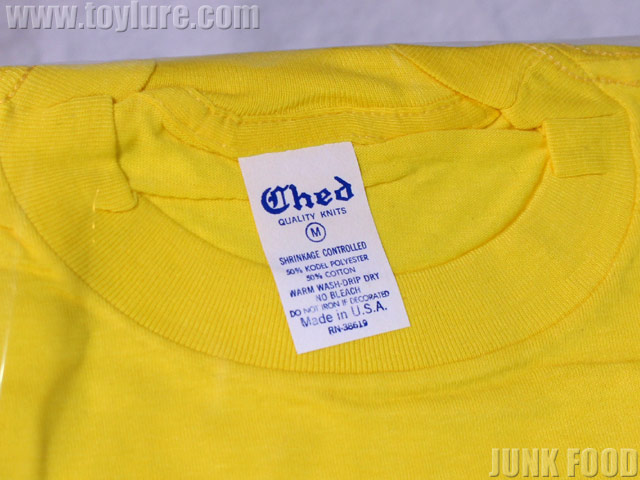 www.toylure.com
Ched
QUALITY KNITS
M
SHRINKAGE CONTROLLED
50% KODEL POLYESTER
50% COTTON
WARM WASH-DRIP DRY
NO BLEACH
DO NOT IRON IF DECORATED
Made in U.S.A.
RN-38619
JUNK FOOD